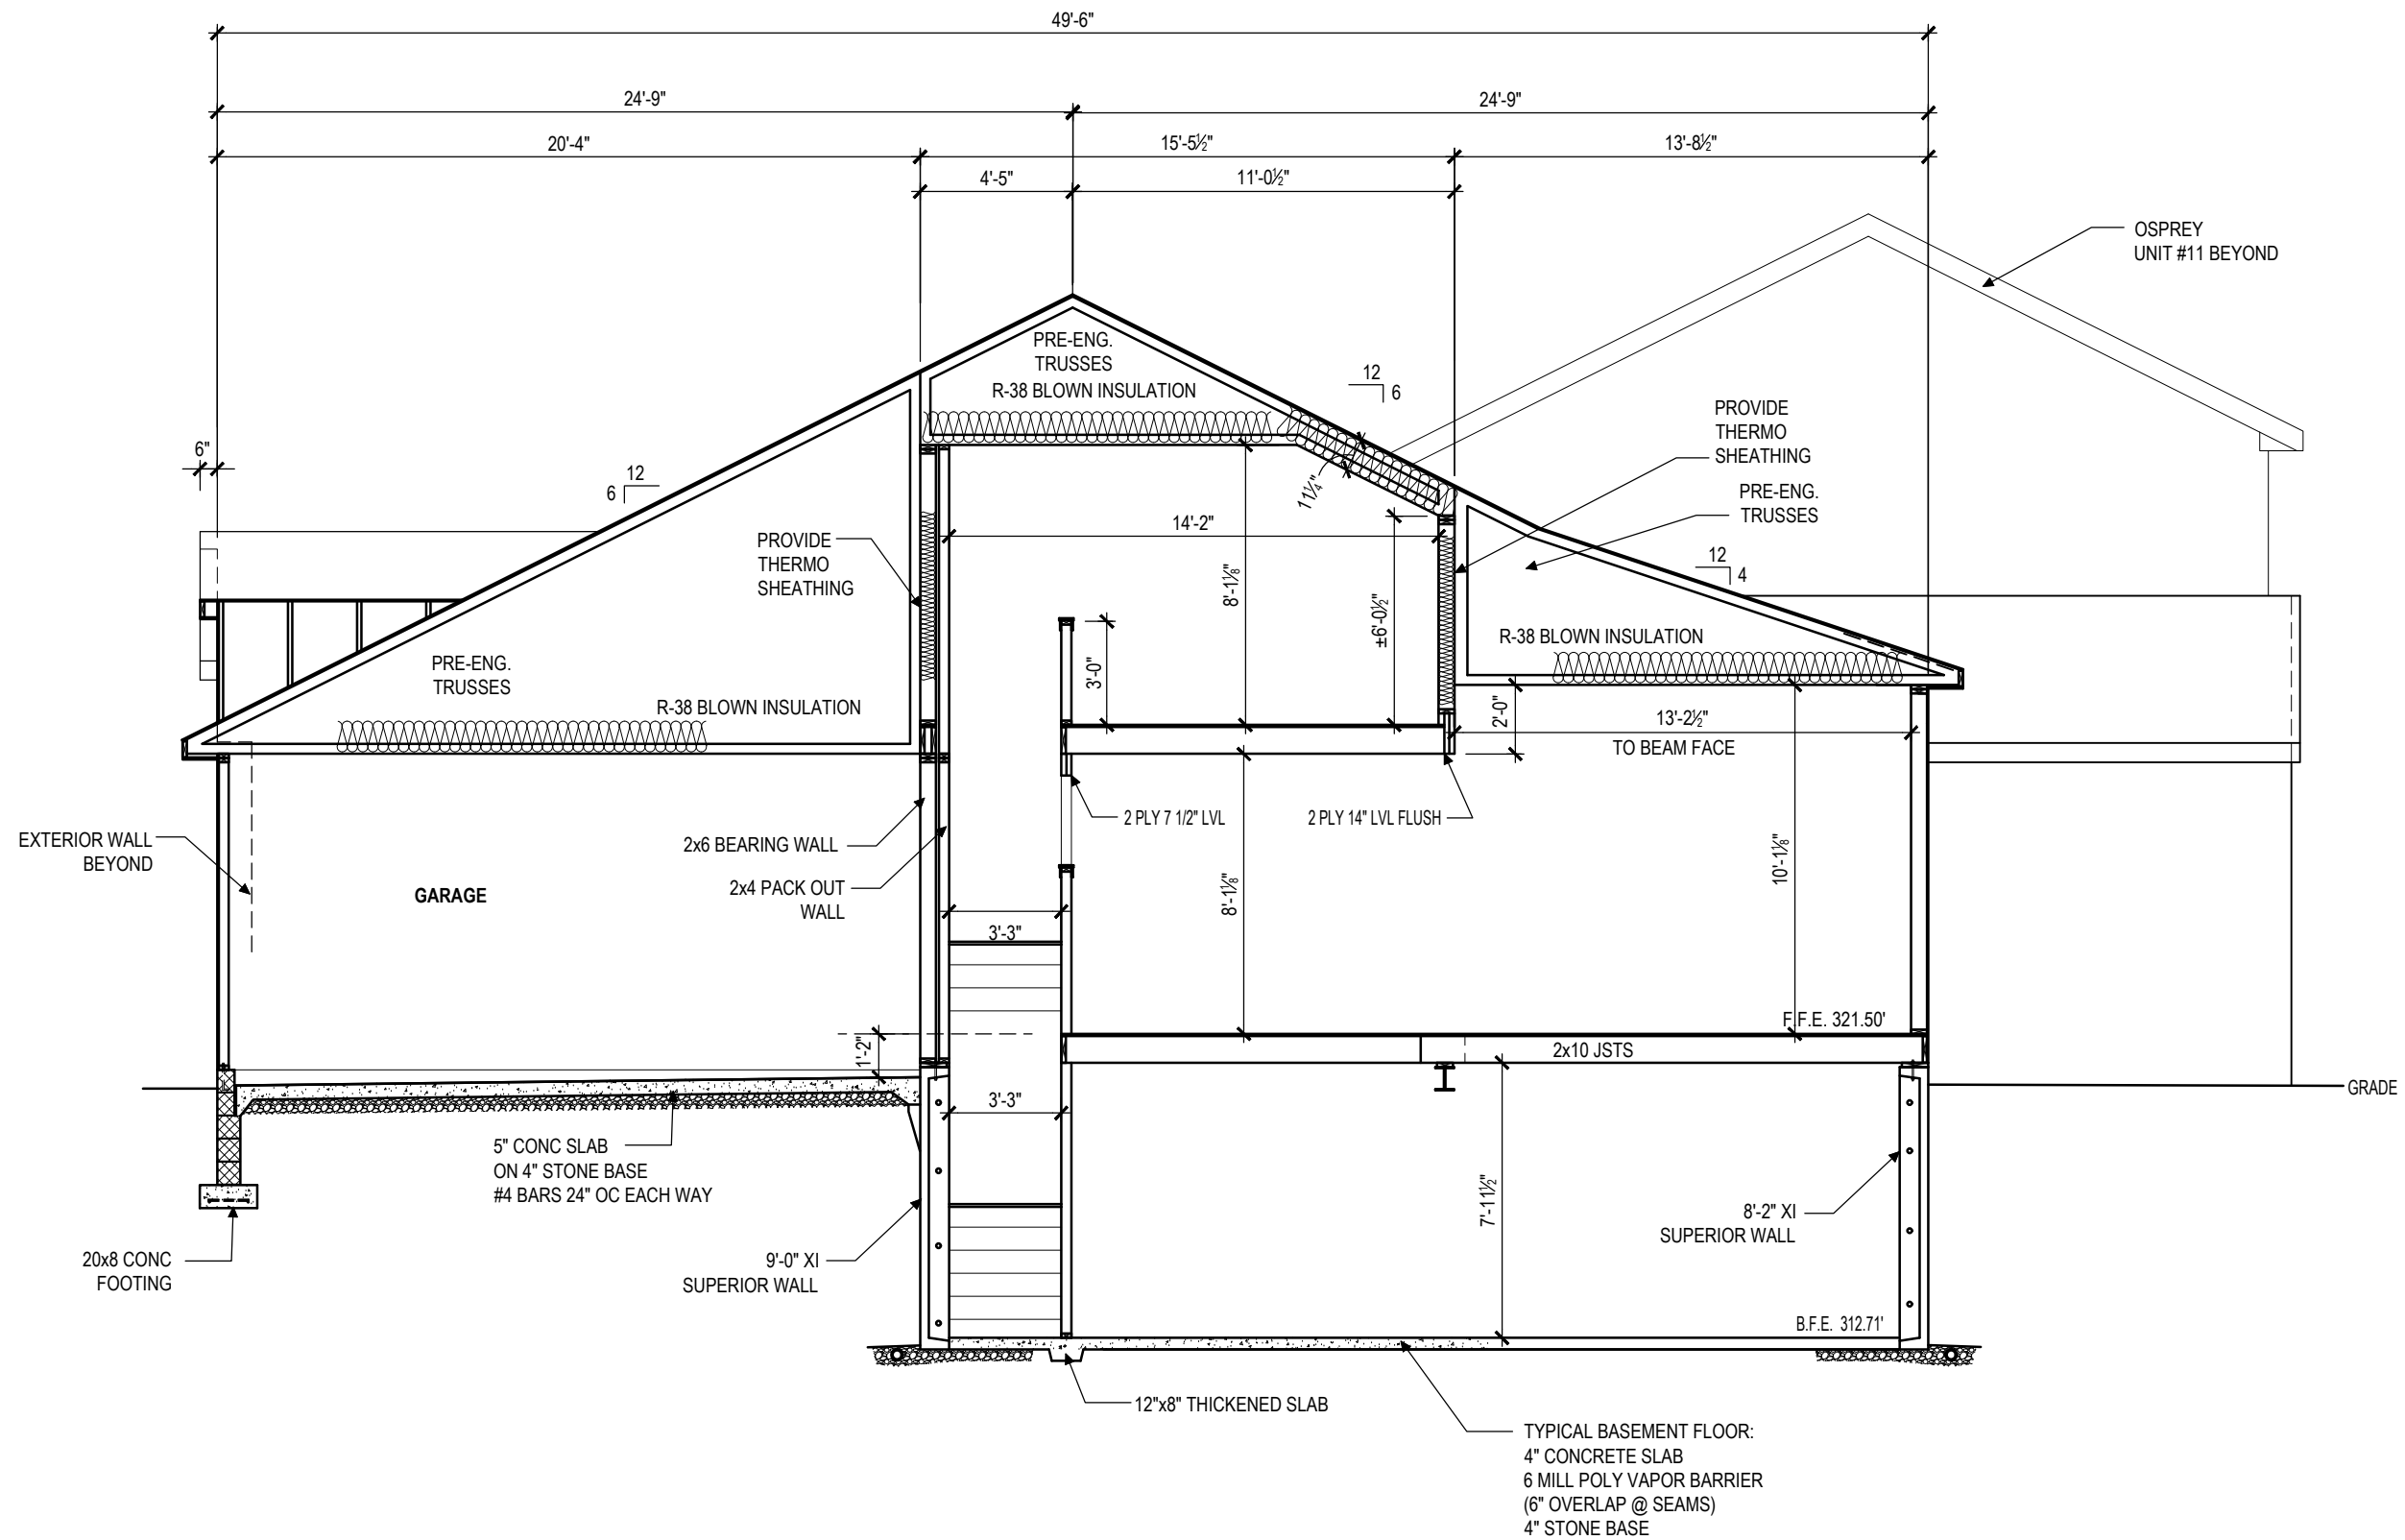 49'-6"
24'-9"
24'-9"
20'-4"
15'-5½"
13'-8½"
4'-5"
11'-0½"
OSPREY
UNIT #11 BEYOND
PRE-ENG.
TRUSSES
R-38 BLOWN INSULATION
12
6
PROVIDE
THERMO
SHEATHING
6"
12
6
11¼"
PRE-ENG.
TRUSSES
14'-2"
PROVIDE
THERMO
SHEATHING
12
4
8'-1⅛"
±6'-0½"
R-38 BLOWN INSULATION
PRE-ENG.
TRUSSES
3'-0"
R-38 BLOWN INSULATION
2'-0"
13'-2½"
TO BEAM FACE
2 PLY 7 1/2" LVL
2 PLY 14" LVL FLUSH
EXTERIOR WALL
BEYOND
2x6 BEARING WALL
10'-1⅛"
8'-1⅛"
GARAGE
2x4 PACK OUT
WALL
3'-3"
F.F.E. 321.50'
1'-2"
2x10 JSTS
GRADE
3'-3"
5" CONC SLAB
ON 4" STONE BASE
#4 BARS 24" OC EACH WAY
7'-11½"
8'-2" XI
SUPERIOR WALL
20x8 CONC
FOOTING
9'-0" XI
SUPERIOR WALL
B.F.E. 312.71'
12"x8" THICKENED SLAB
TYPICAL BASEMENT FLOOR:
4" CONCRETE SLAB
6 MILL POLY VAPOR BARRIER
(6" OVERLAP @ SEAMS)
4" STONE BASE